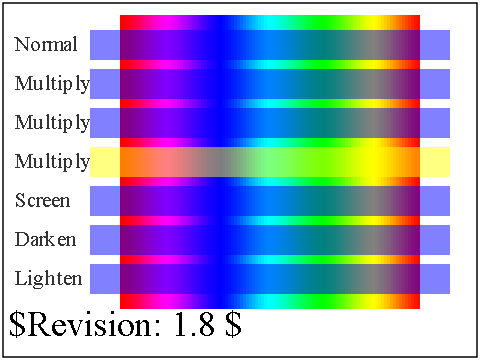 Normal
Multiply
Multiply
Multiply
Screen
Darken
Lighten
$Revision: 1.8 $